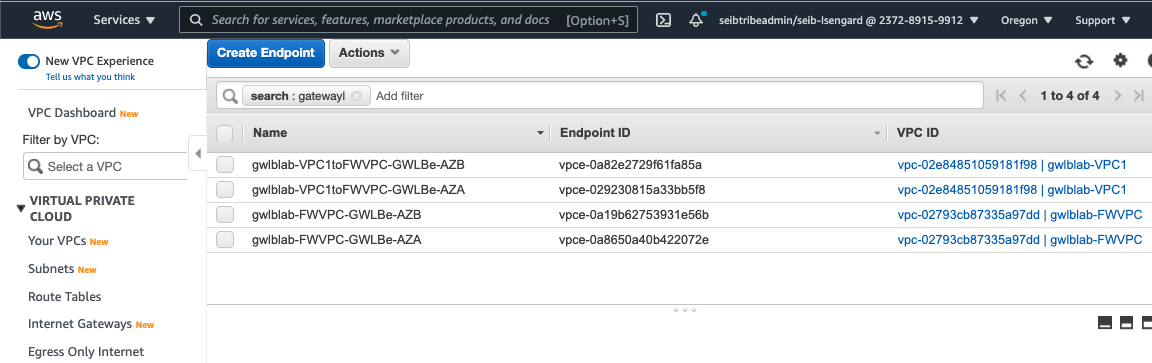 aws Services Search for services, features, marketplace products, and docs [Option+S] seibtribeadmin/seib-Isengard @ 2372-8915-9912 Oregon Support
New VPC Experience
Tell us what you think
VPC Dashboard New
Filter by VPC:
Select a VPC
VIRTUAL PRIVATE
CLOUD
Your VPCs New
Subnets New
Route Tables
Internet Gateways New
Egress Only Internet
Create Endpoint Actions
search : gatewayl Add filter 1 to 4 of 4
Name Endpoint ID VPC ID
gwlblab-VPC1toFWVPC-GWLBe-AZB vpce-0a82e2729f61fa85a vpc-02e84851059181f98 | gwlblab-VPC1
gwlblab-VPC1toFWVPC-GWLBe-AZA vpce-029230815a33bb5f8 vpc-02e84851059181f98 | gwlblab-VPC1
gwlblab-FWVPC-GWLBe-AZB vpce-0a19b62753931e56b vpc-02793cb87335a97dd | gwlblab-FWVPC
gwlblab-FWVPC-GWLBe-AZA vpce-0a8650a40b422072e vpc-02793cb87335a97dd | gwlblab-FWVPC